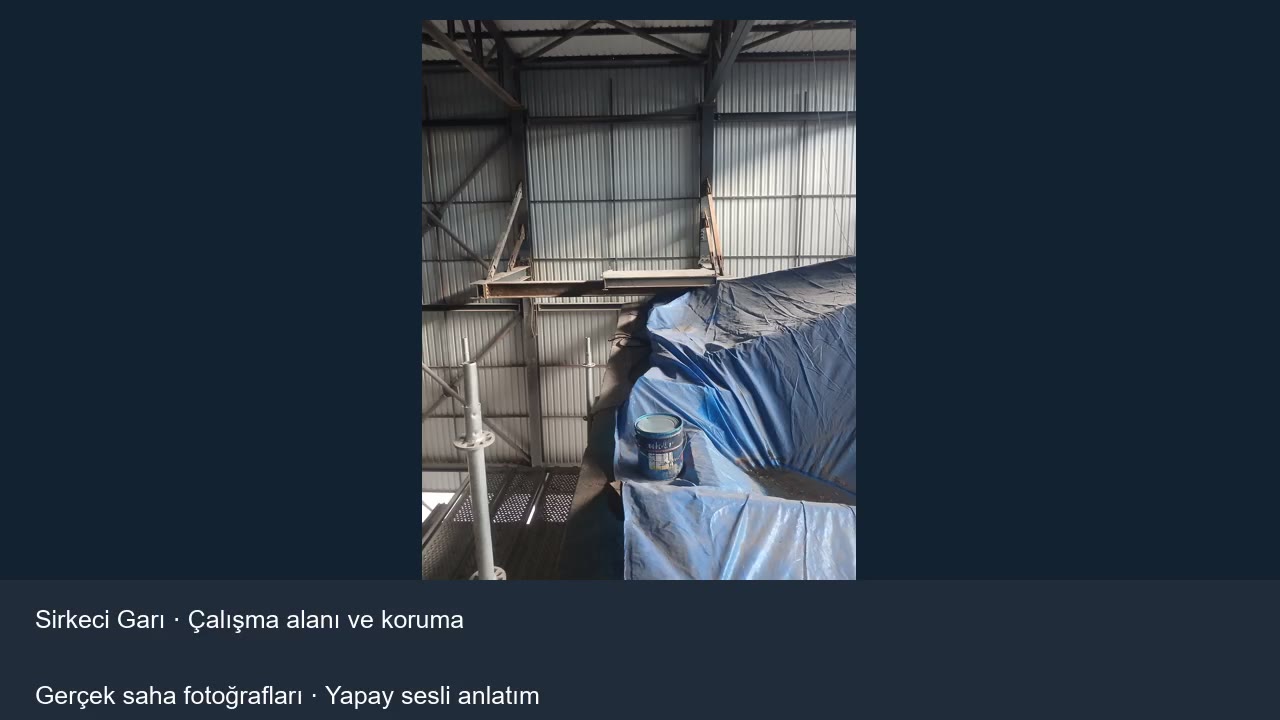 Sirkeci Garı · Çalışma alanı ve koruma
Gerçek saha fotoğrafları · Yapay sesli anlatım